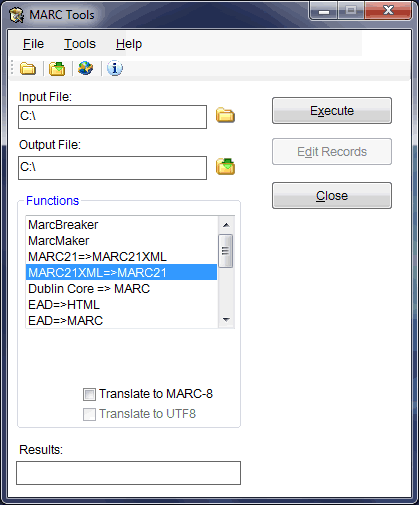 MARC Tools
File Tools Help
Input File:
C:\
Execute
Edit Records
Output File:
C:\
Close
Functions
MarcBreaker
MarcMaker
MARC21=>MARC21XML
MARC21XML=>MARC21
Dublin Core => MARC
EAD=>HTML
EAD=>MARC
Translate to MARC-8
Translate to UTF8
Results: